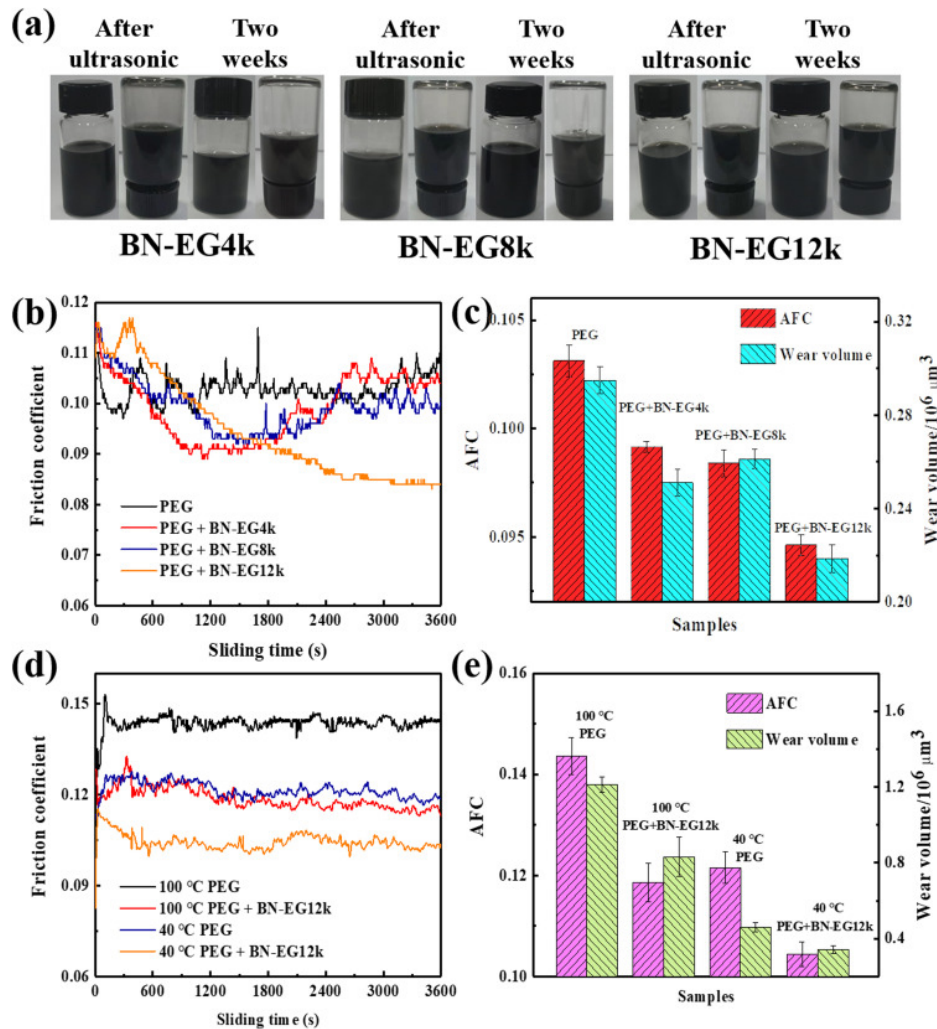 (a)
After
ultrasonic
Two
weeks
After
ultrasonic
Two
weeks
After
ultrasonic
Two
weeks
BN-EG4k
BN-EG8k
BN-EG12k
(b)
0.12
0.11
0.10
0.09
0.08
0.07
0.06
Friction coefficient
PEG
PEG + BN-EG4k
PEG + BN-EG8k
PEG + BN-EG12k
0 600 1200 1800 2400 3000 3600
Sliding time (s)
(c)
0.105
0.100
0.095
AFC
AFC
Wear volume
PEG
PEG+BN-EG4k
PEG+BN-EG8k
PEG+BN-EG12k
0.32
0.28
0.24
0.20
Wear volume/10⁶ μm³
Samples
(d)
0.15
0.12
0.09
0.06
Friction coefficient
100 °C PEG
100 °C PEG + BN-EG12k
40 °C PEG
40 °C PEG + BN-EG12k
0 600 1200 1800 2400 3000 3600
Sliding time (s)
(e)
0.16
0.14
0.12
0.10
AFC
AFC
Wear volume
100 °C
PEG
100 °C
PEG+BN-EG12k
40 °C
PEG
40 °C
PEG+BN-EG12k
1.6
1.2
0.8
0.4
Wear volume/10⁶ μm³
Samples